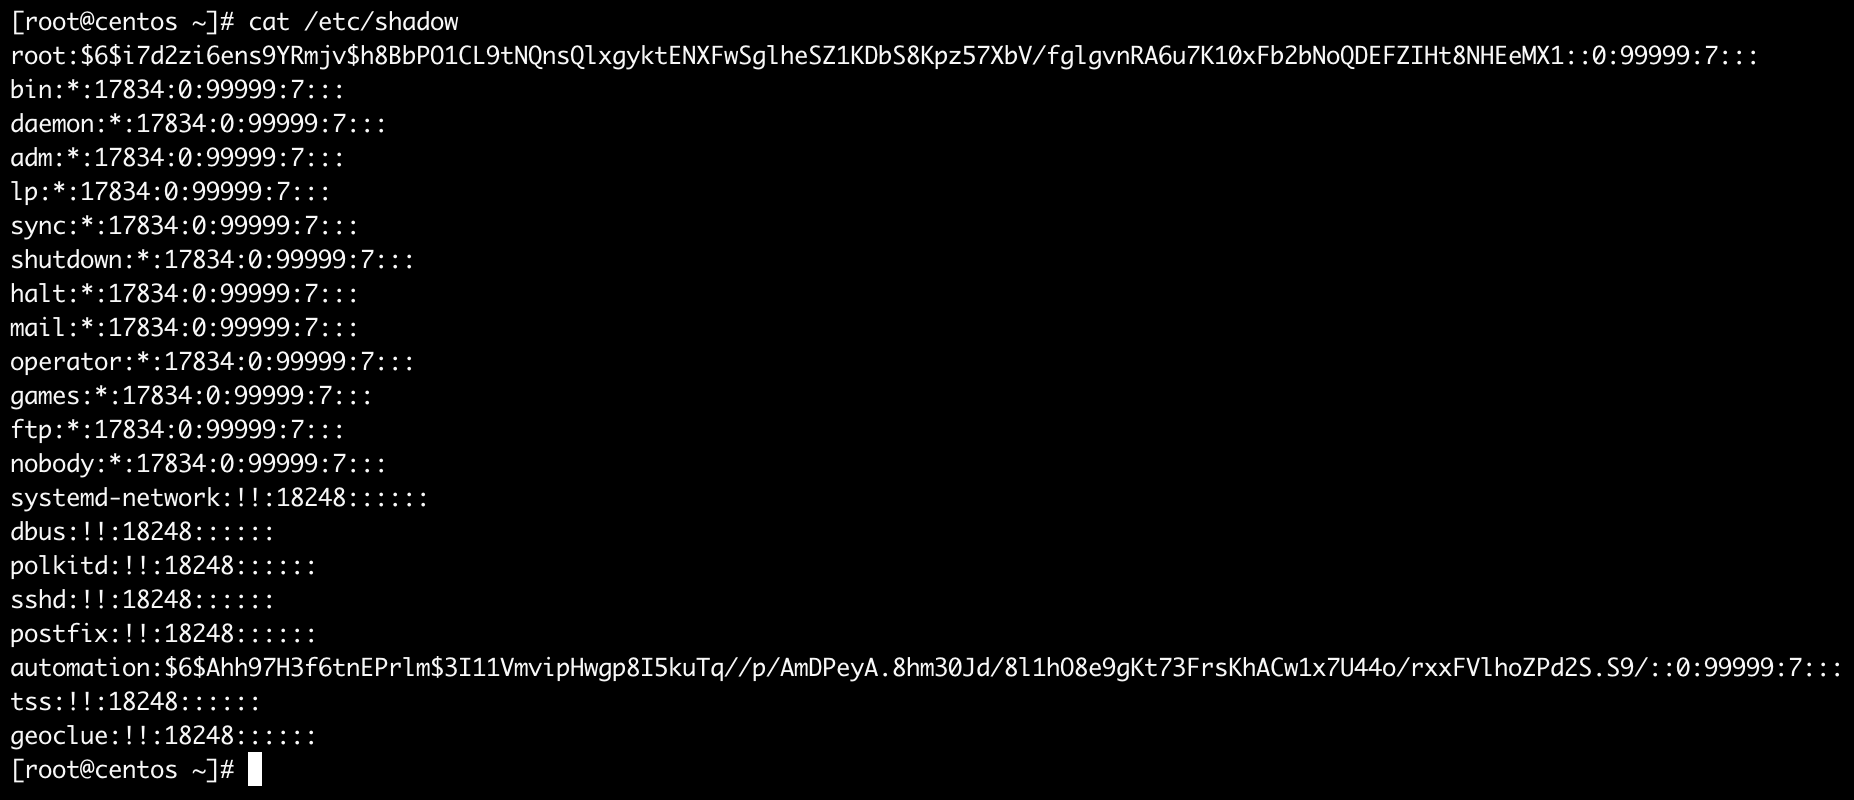 [root@centos ~]# cat /etc/shadow
root:$6$i7d2zi6ens9YRmjv$h8BbPO1CL9tNQnsQlxgyktENXFwSglheSZ1KDbS8Kpz57XbV/fglgvnRA6u7K10xFb2bNoQDEFZIHt8NHEeMX1::0:99999:7:::
bin:*:17834:0:99999:7:::
daemon:*:17834:0:99999:7:::
adm:*:17834:0:99999:7:::
lp:*:17834:0:99999:7:::
sync:*:17834:0:99999:7:::
shutdown:*:17834:0:99999:7:::
halt:*:17834:0:99999:7:::
mail:*:17834:0:99999:7:::
operator:*:17834:0:99999:7:::
games:*:17834:0:99999:7:::
ftp:*:17834:0:99999:7:::
nobody:*:17834:0:99999:7:::
systemd-network:!!:18248::::::
dbus:!!:18248::::::
polkitd:!!:18248::::::
sshd:!!:18248::::::
postfix:!!:18248::::::
automation:$6$Ahh97H3f6tnEPrlm$3I11VmvipHwgp8I5kuTq//p/AmDPeyA.8hm30Jd/8l1hO8e9gKt73FrsKhACw1x7U44o/rxxFVlhoZPd2S.S9/::0:99999:7:::
tss:!!:18248::::::
geoclue:!!:18248::::::
[root@centos ~]#